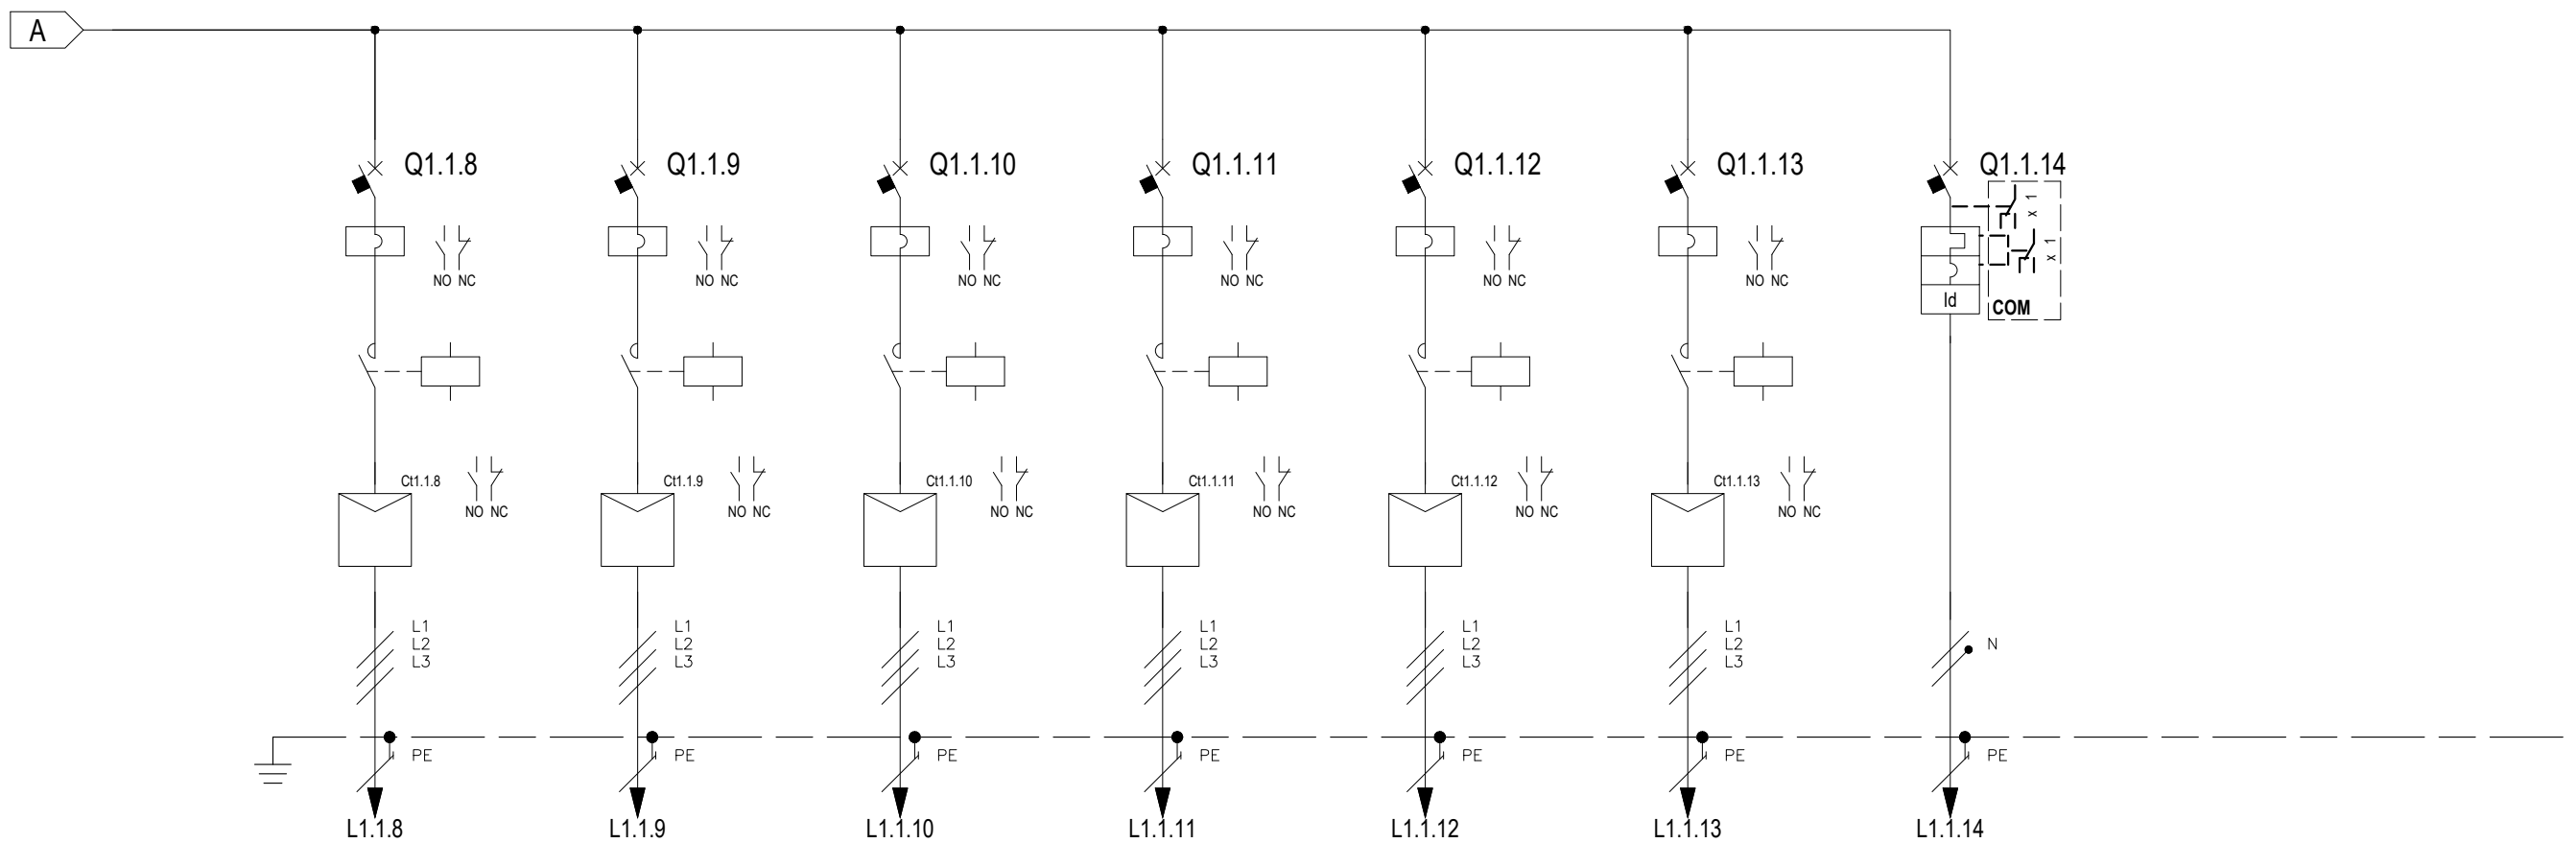 A
Q1.1.8 Q1.1.9 Q1.1.10 Q1.1.11 Q1.1.12 Q1.1.13 Q1.1.14
x 1
x 1
NO NC NO NC NO NC NO NC NO NC NO NC
Id COM
Ct1.1.8 Ct1.1.9 Ct1.1.10 Ct1.1.11 Ct1.1.12 Ct1.1.13
NO NC NO NC NO NC NO NC NO NC NO NC
L1 L1 L1 L1 L1 L1
L2 L2 L2 L2 L2 L2 N
L3 L3 L3 L3 L3 L3
PE PE PE PE PE PE PE
L1.1.8 L1.1.9 L1.1.10 L1.1.11 L1.1.12 L1.1.13 L1.1.14